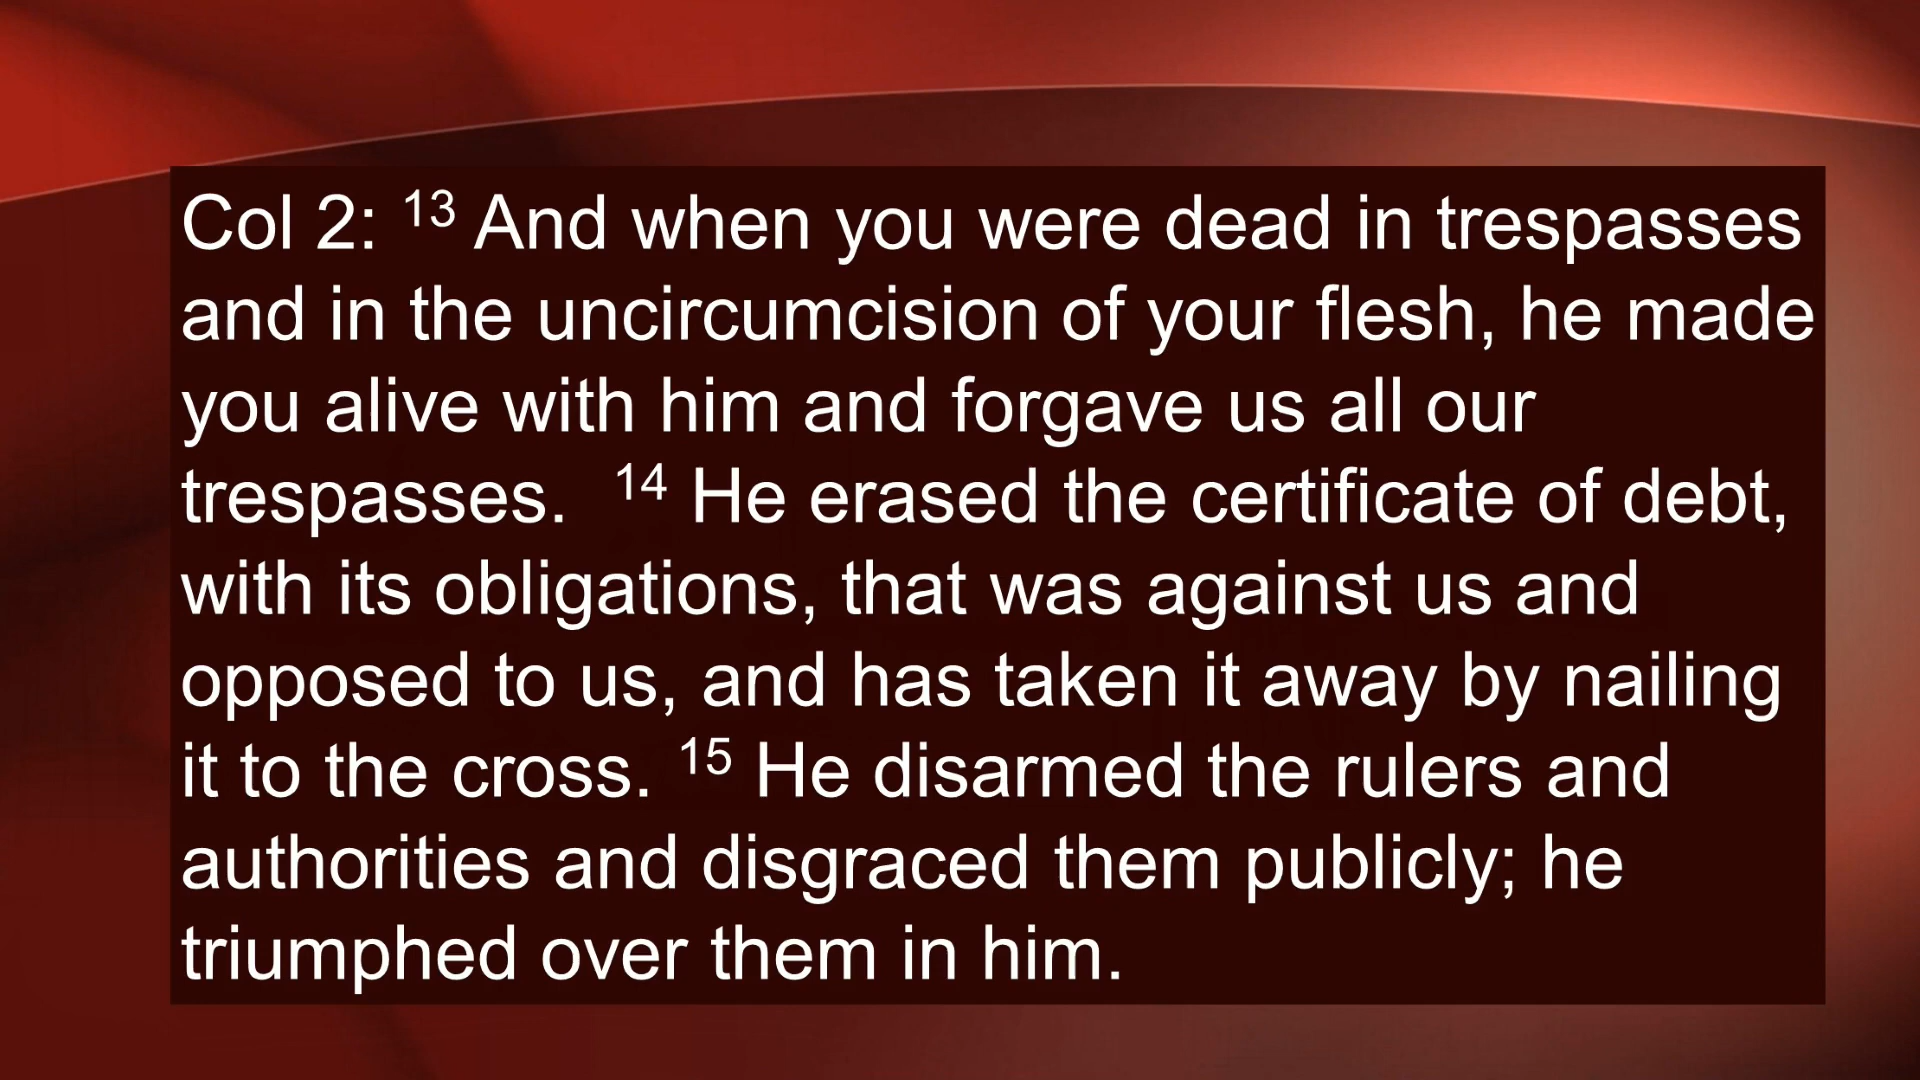 Col 2: 13 And when you were dead in trespasses
and in the uncircumcision of your flesh, he made
you alive with him and forgave us all our
trespasses. 14 He erased the certificate of debt,
with its obligations, that was against us and
opposed to us, and has taken it away by nailing
it to the cross. 15 He disarmed the rulers and
authorities and disgraced them publicly; he
triumphed over them in him.